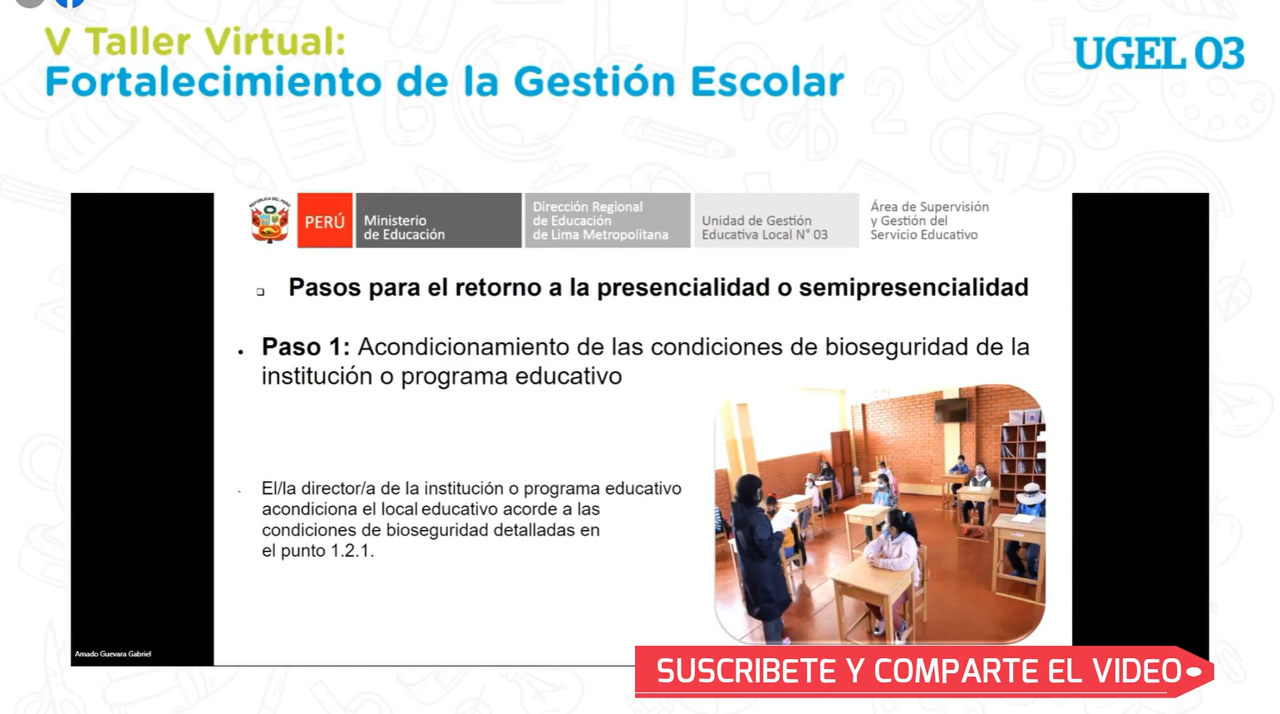 V Taller Virtual:
Fortalecimiento de la Gestión Escolar
UGEL 03
REPUBLICA DEL PERU
PERÚ
Ministerio
de Educación
Dirección Regional
de Educación
de Lima Metropolitana
Unidad de Gestión
Educativa Local N° 03
Área de Supervisión
y Gestión del
Servicio Educativo
Pasos para el retorno a la presencialidad o semipresencialidad
• Paso 1: Acondicionamiento de las condiciones de bioseguridad de la
institución o programa educativo
- El/la director/a de la institución o programa educativo
acondiciona el local educativo acorde a las
condiciones de bioseguridad detalladas en
el punto 1.2.1.
Amado Guevara Gabriel
SUSCRIBETE Y COMPARTE EL VIDEO